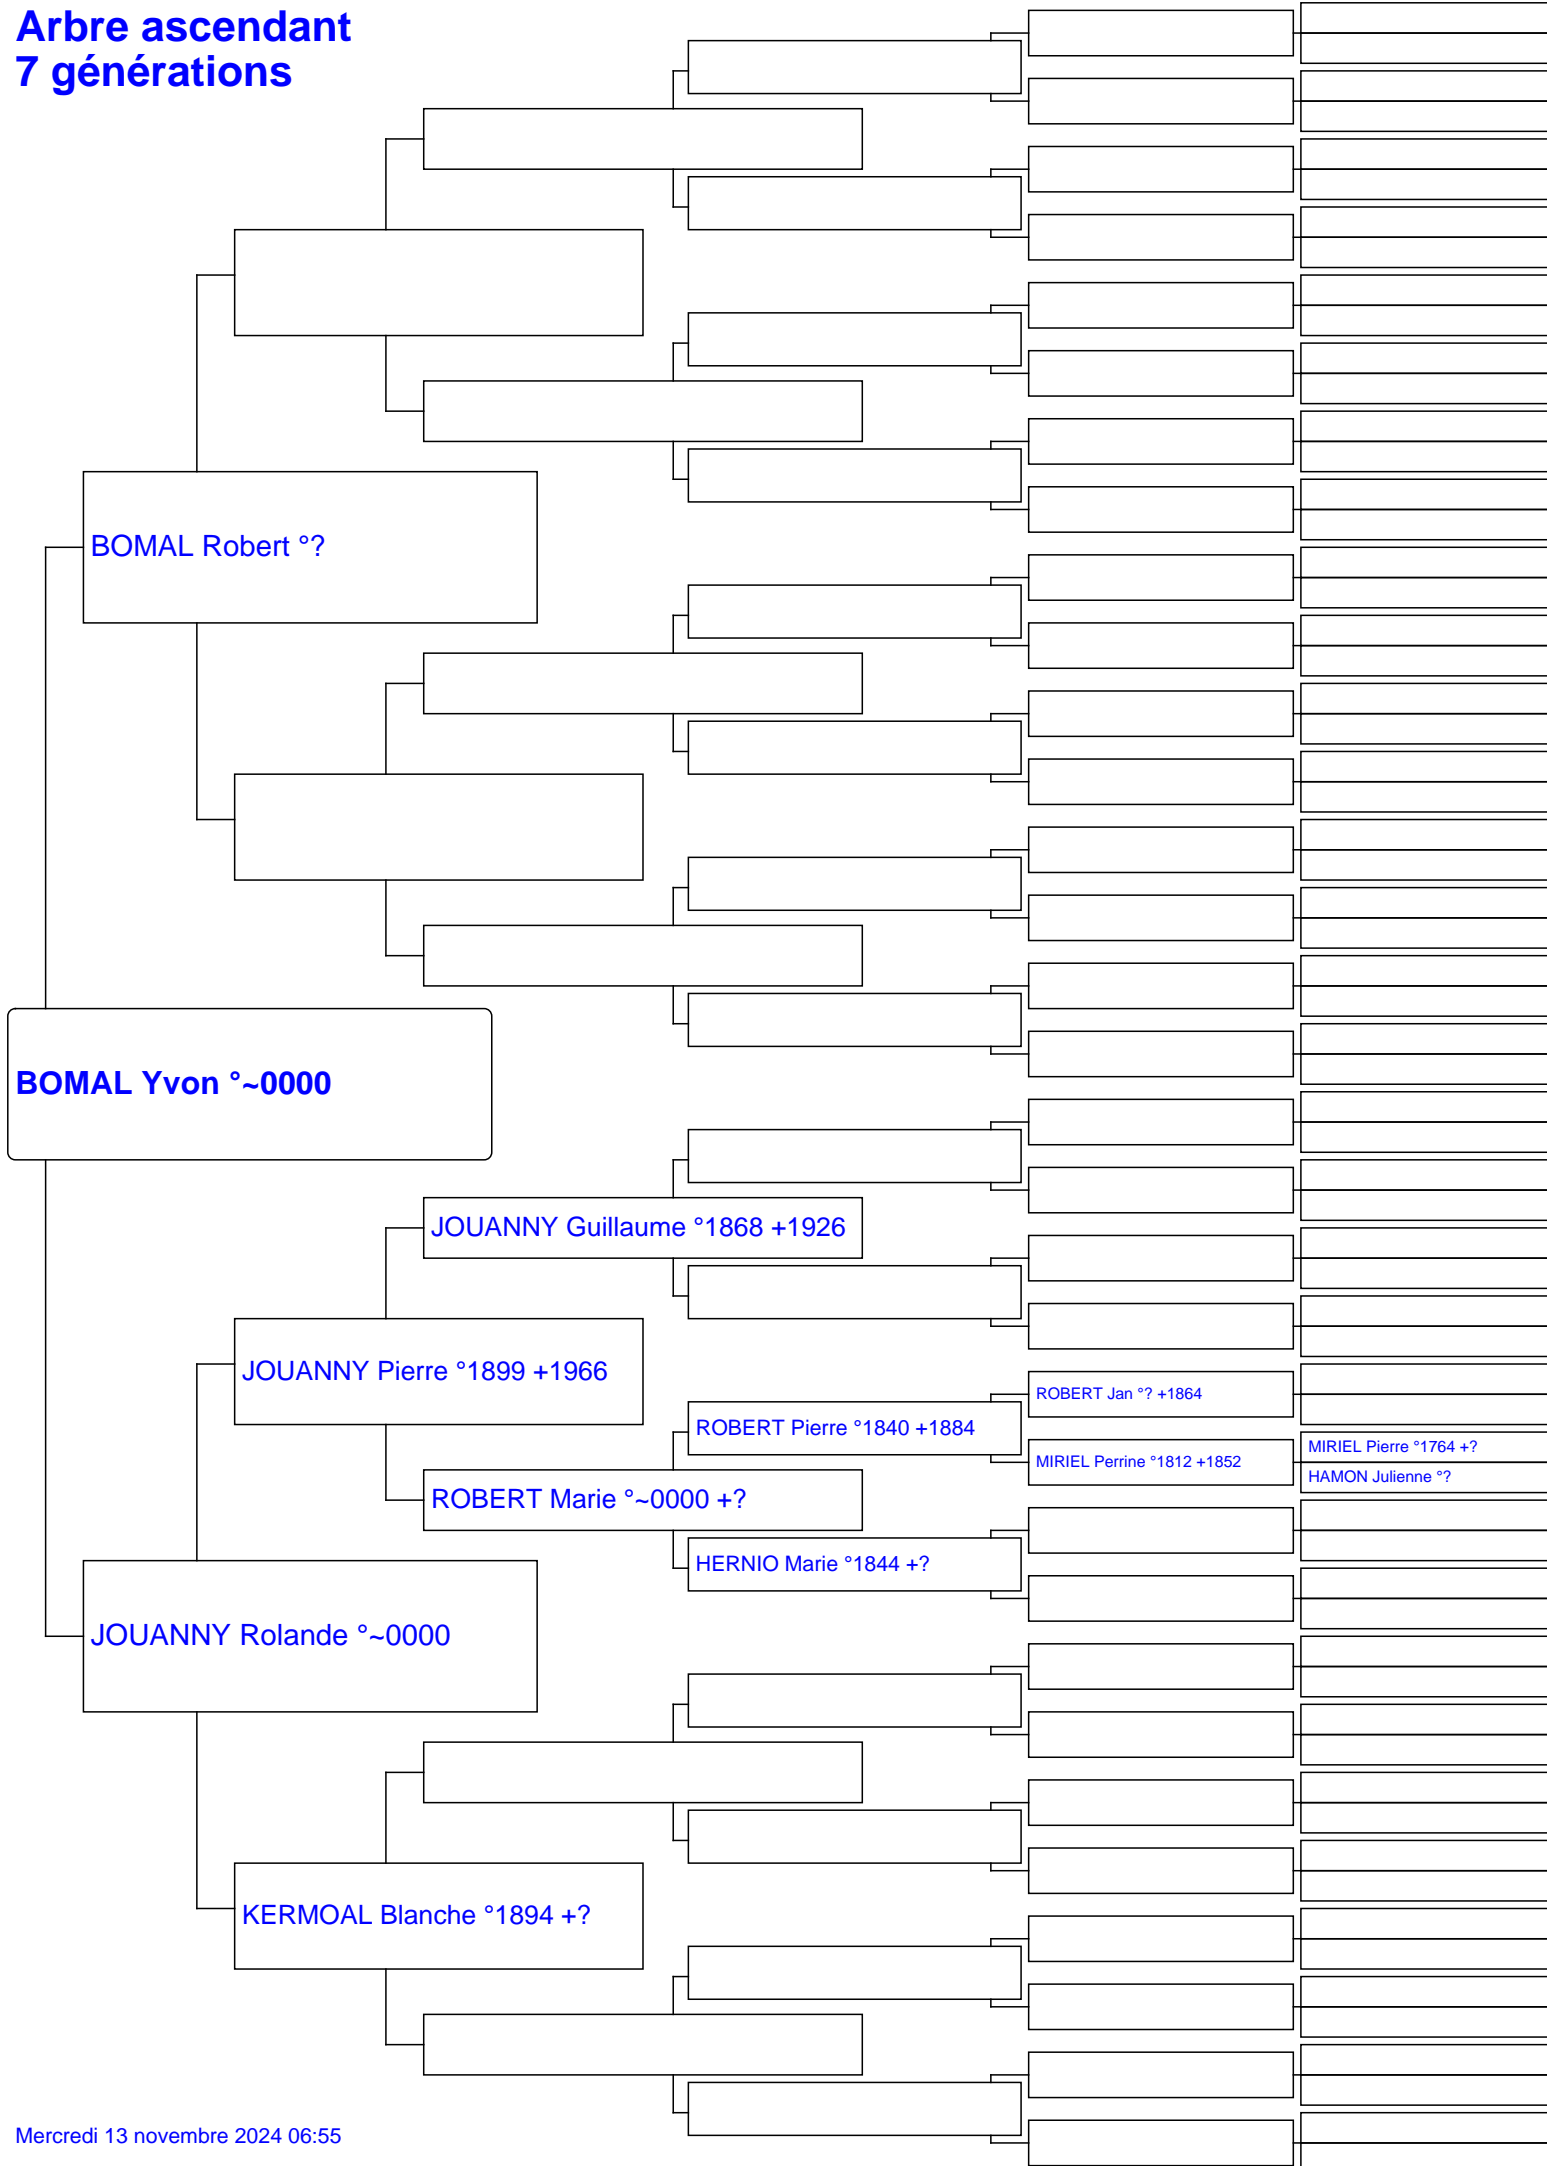 Arbre ascendant
7 générations
BOMAL Robert °?
BOMAL Yvon °~0000
JOUANNY Guillaume °1868 +1926
JOUANNY Pierre °1899 +1966
ROBERT Jan °? +1864
ROBERT Pierre °1840 +1884
MIRIEL Pierre °1764 +?
MIRIEL Perrine °1812 +1852
HAMON Julienne °?
ROBERT Marie °~0000 +?
HERNIO Marie °1844 +?
JOUANNY Rolande °~0000
KERMOAL Blanche °1894 +?
Mercredi 13 novembre 2024 06:55